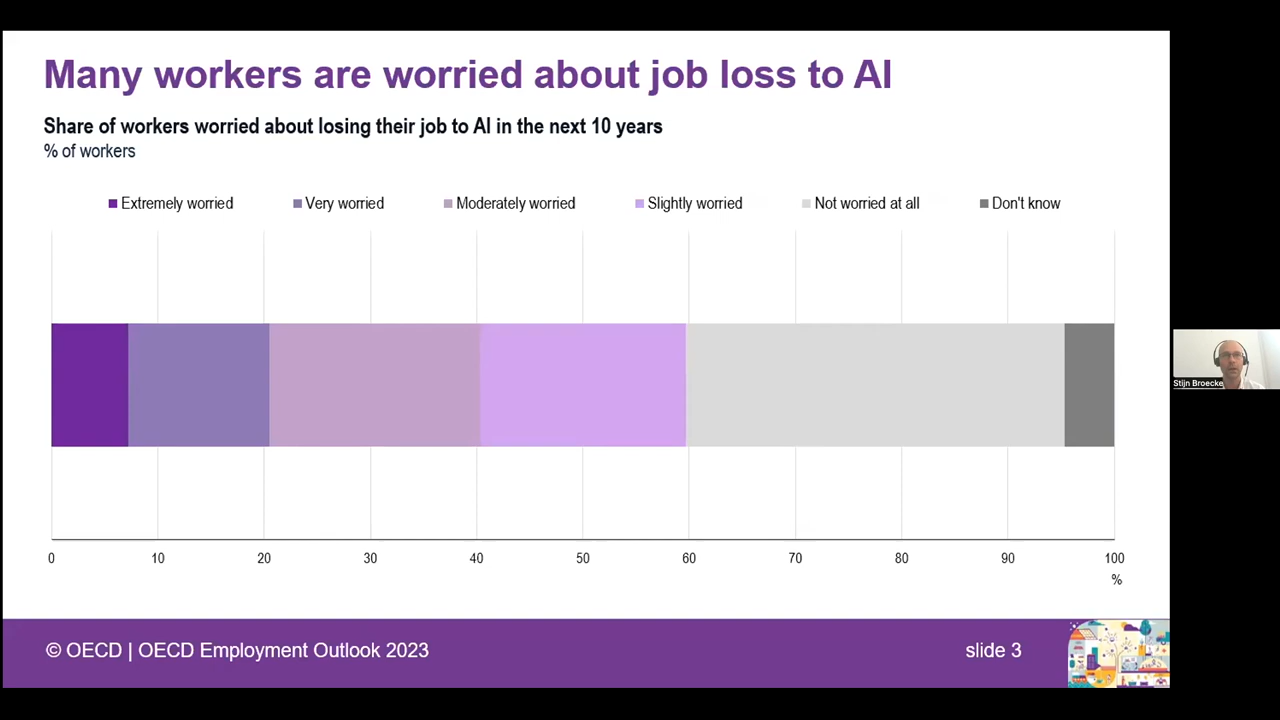 Many workers are worried about job loss to AI
Share of workers worried about losing their job to AI in the next 10 years
% of workers
Extremely worried Very worried Moderately worried Slightly worried Not worried at all Don't know
0 10 20 30 40 50 60 70 80 90 100
%
Stijn Broecke
© OECD | OECD Employment Outlook 2023 slide 3